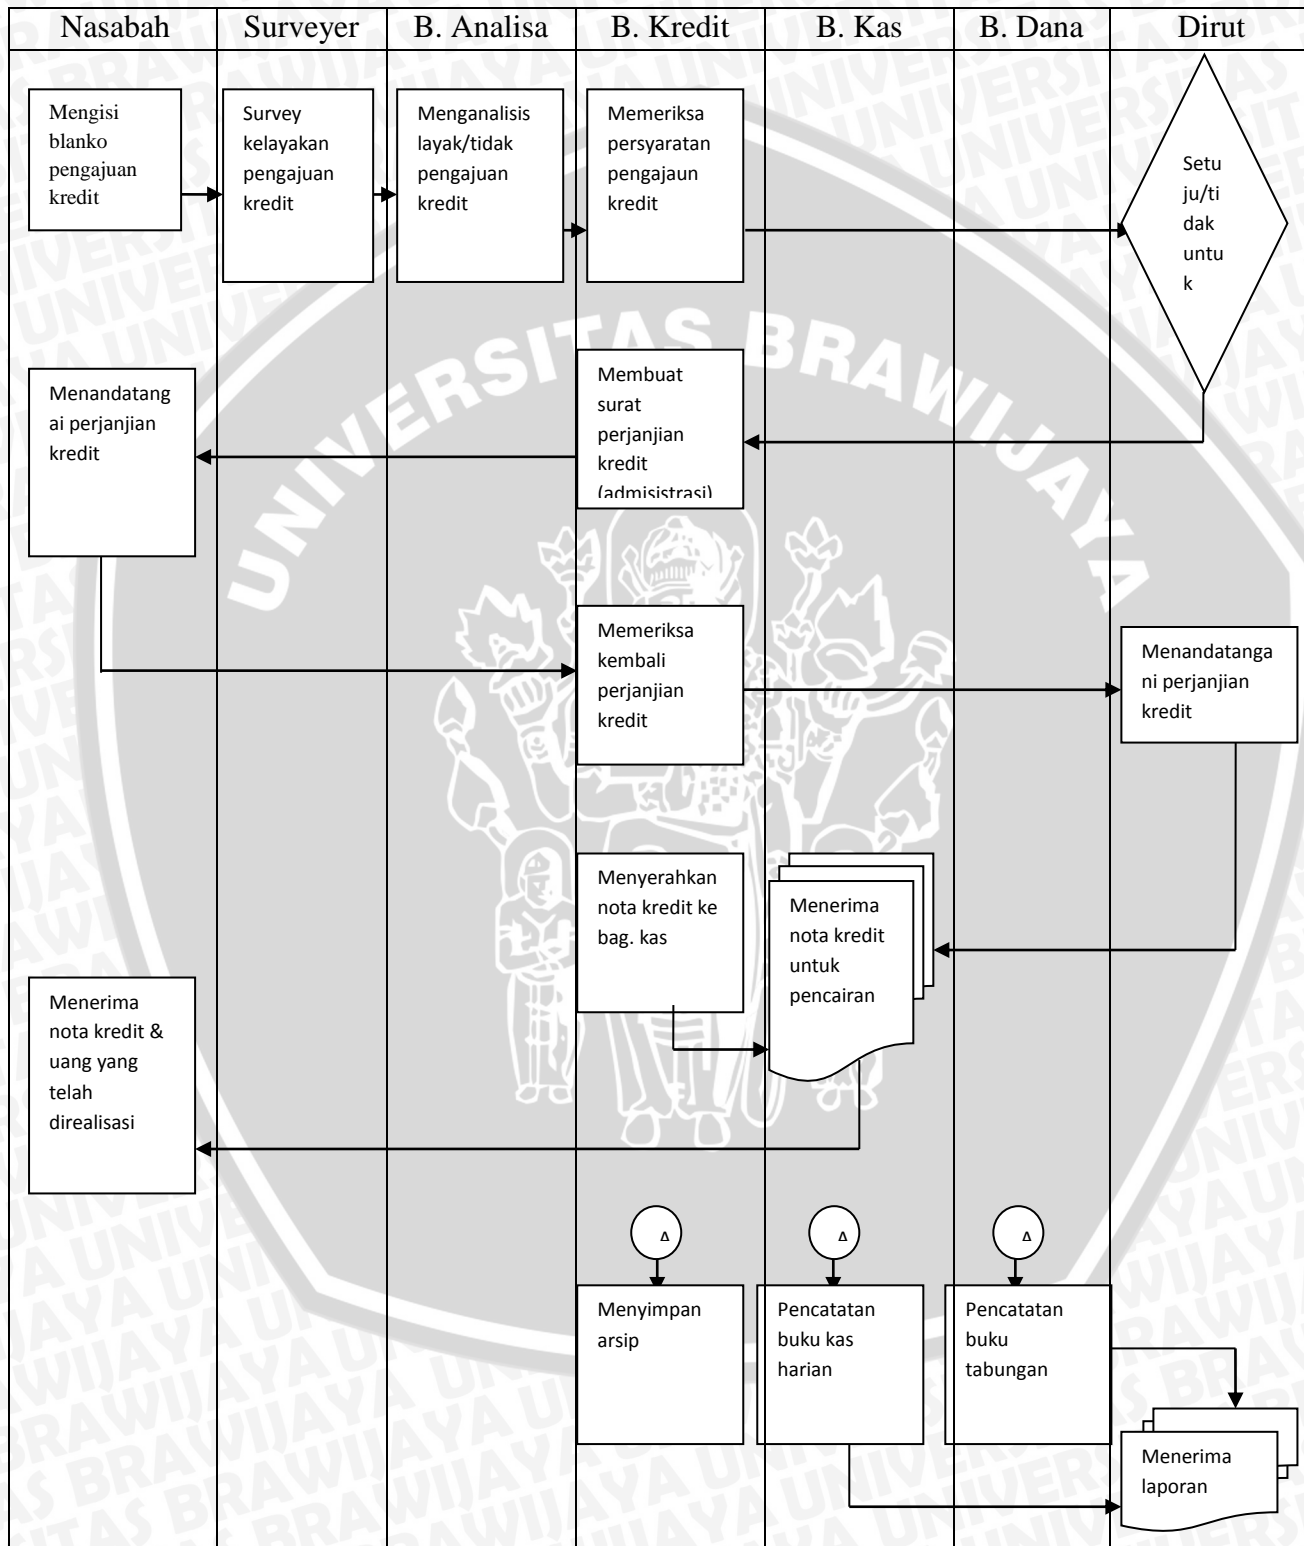 Nasabah
Surveyer
B. Analisa
B. Kredit
B. Kas
B. Dana
Dirut
Mengisi
blanko
pengajuan
kredit
Survey
kelayakan
pengajuan
kredit
Menganalisis
layak/tidak
pengajuan
kredit
Memeriksa
persyaratan
pengajaun
kredit
Setu
ju/ti
dak
untu
k
UNIVERSITAS BRAWIJAYA
Menandatang
ai perjanjian
kredit
Membuat
surat
perjanjian
kredit
(admisistrasi)
Memeriksa
kembali
perjanjian
kredit
Menandatanga
ni perjanjian
kredit
Menyerahkan
nota kredit ke
bag. kas
Menerima
nota kredit
untuk
pencairan
Menerima
nota kredit &
uang yang
telah
direalisasi
Menyimpan
arsip
Pencatatan
buku kas
harian
Pencatatan
buku
tabungan
Menerima
laporan